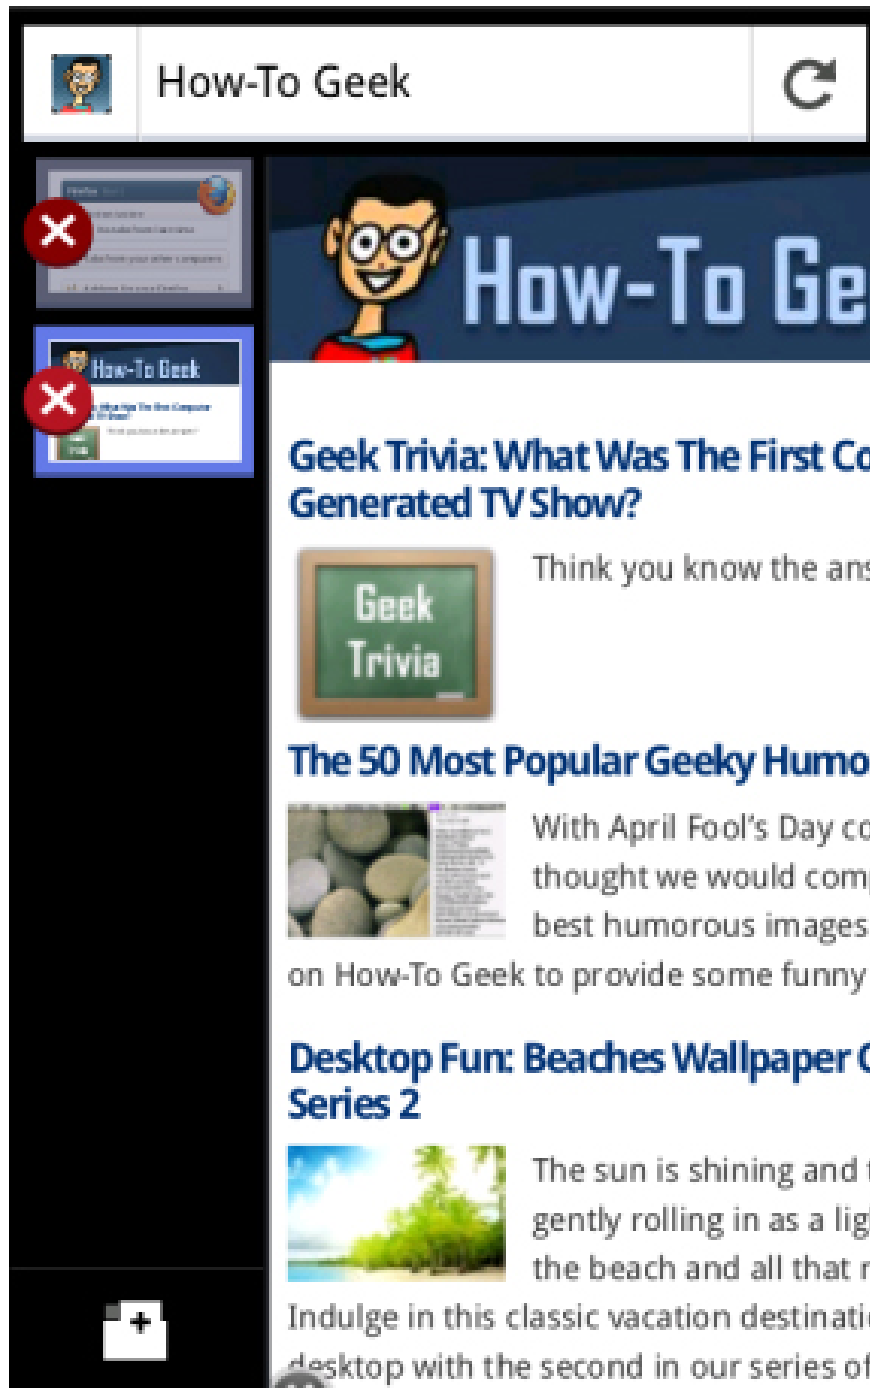 How-To Geek
How-To Ge
How-To Geek
Geek Trivia: What Was The First Co
Generated TV Show?
Think you know the ans
Geek
Trivia
The 50 Most Popular Geeky Humo
With April Fool's Day co
thought we would comp
best humorous images
on How-To Geek to provide some funny
Desktop Fun: Beaches Wallpaper C
Series 2
The sun is shining and t
gently rolling in as a lig
the beach and all that r
Indulge in this classic vacation destinatio
desktop with the second in our series of